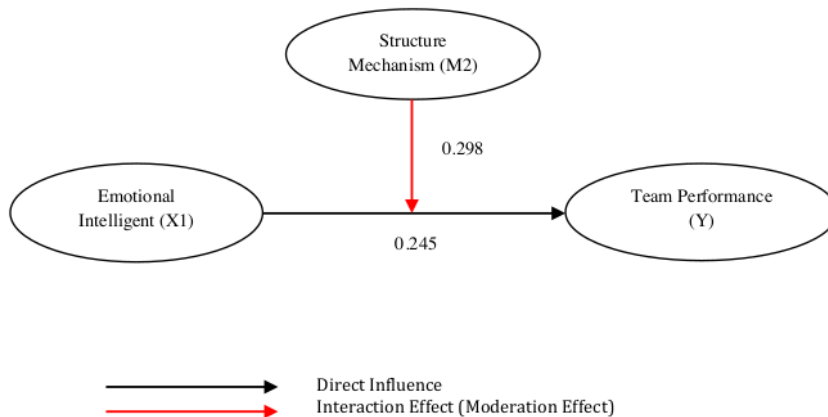 Structure
Mechanism (M2)
0.298
Emotional
Intelligent (X1)
Team Performance
(Y)
0.245
Direct Influence
Interaction Effect (Moderation Effect)